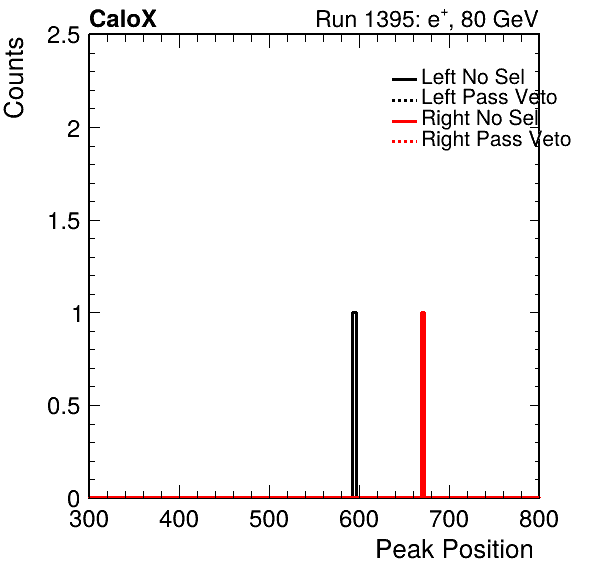 CaloX Run 1395: e+, 80 GeV
Counts
2.5
2
1.5
1
0.5
0
Left No Sel
Left Pass Veto
Right No Sel
Right Pass Veto
300 400 500 600 700 800
Peak Position